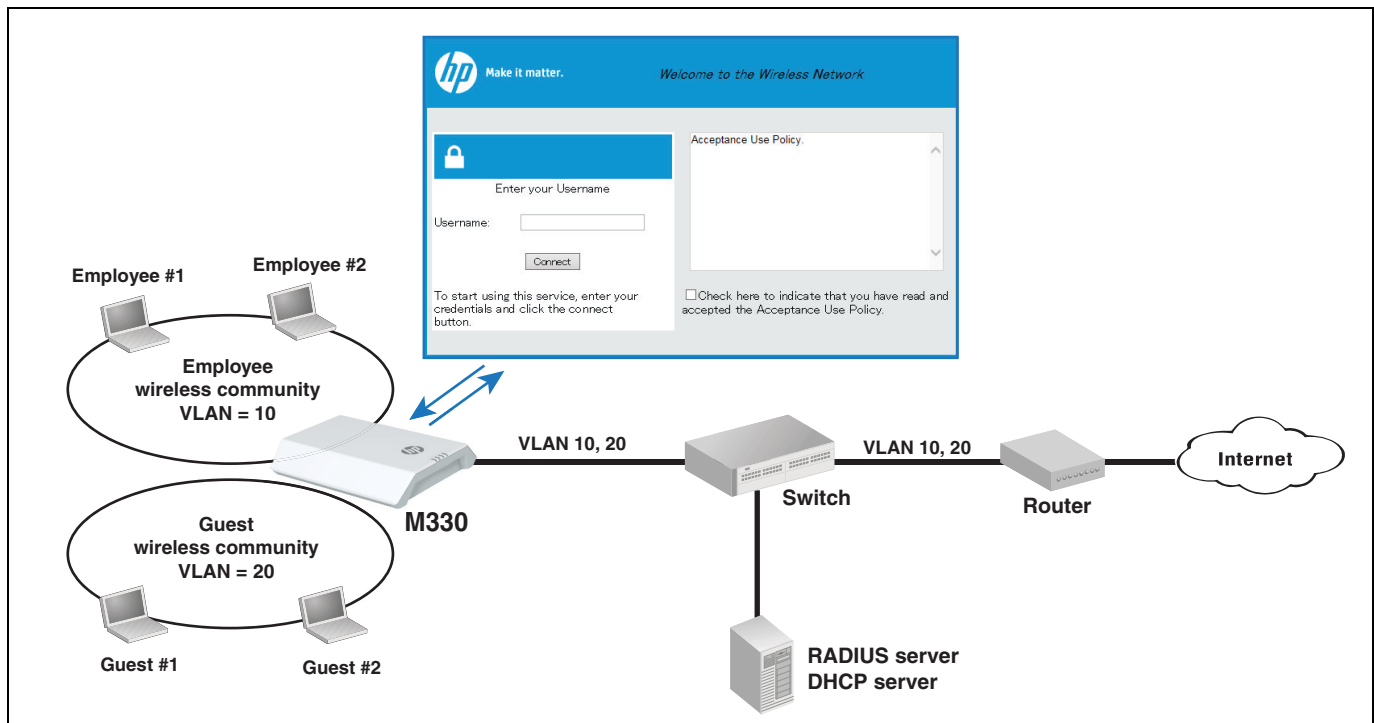 hp
Make it matter.
Welcome to the Wireless Network
Enter your Username
Username:
Connect
To start using this service, enter your
credentials and click the connect
button.
Acceptance Use Policy.
Check here to indicate that you have read and
accepted the Acceptance Use Policy.
Employee #1
Employee #2
Employee
wireless community
VLAN = 10
hp
M330
VLAN 10, 20
Switch
VLAN 10, 20
Router
Internet
Guest
wireless community
VLAN = 20
Guest #1
Guest #2
RADIUS server
DHCP server